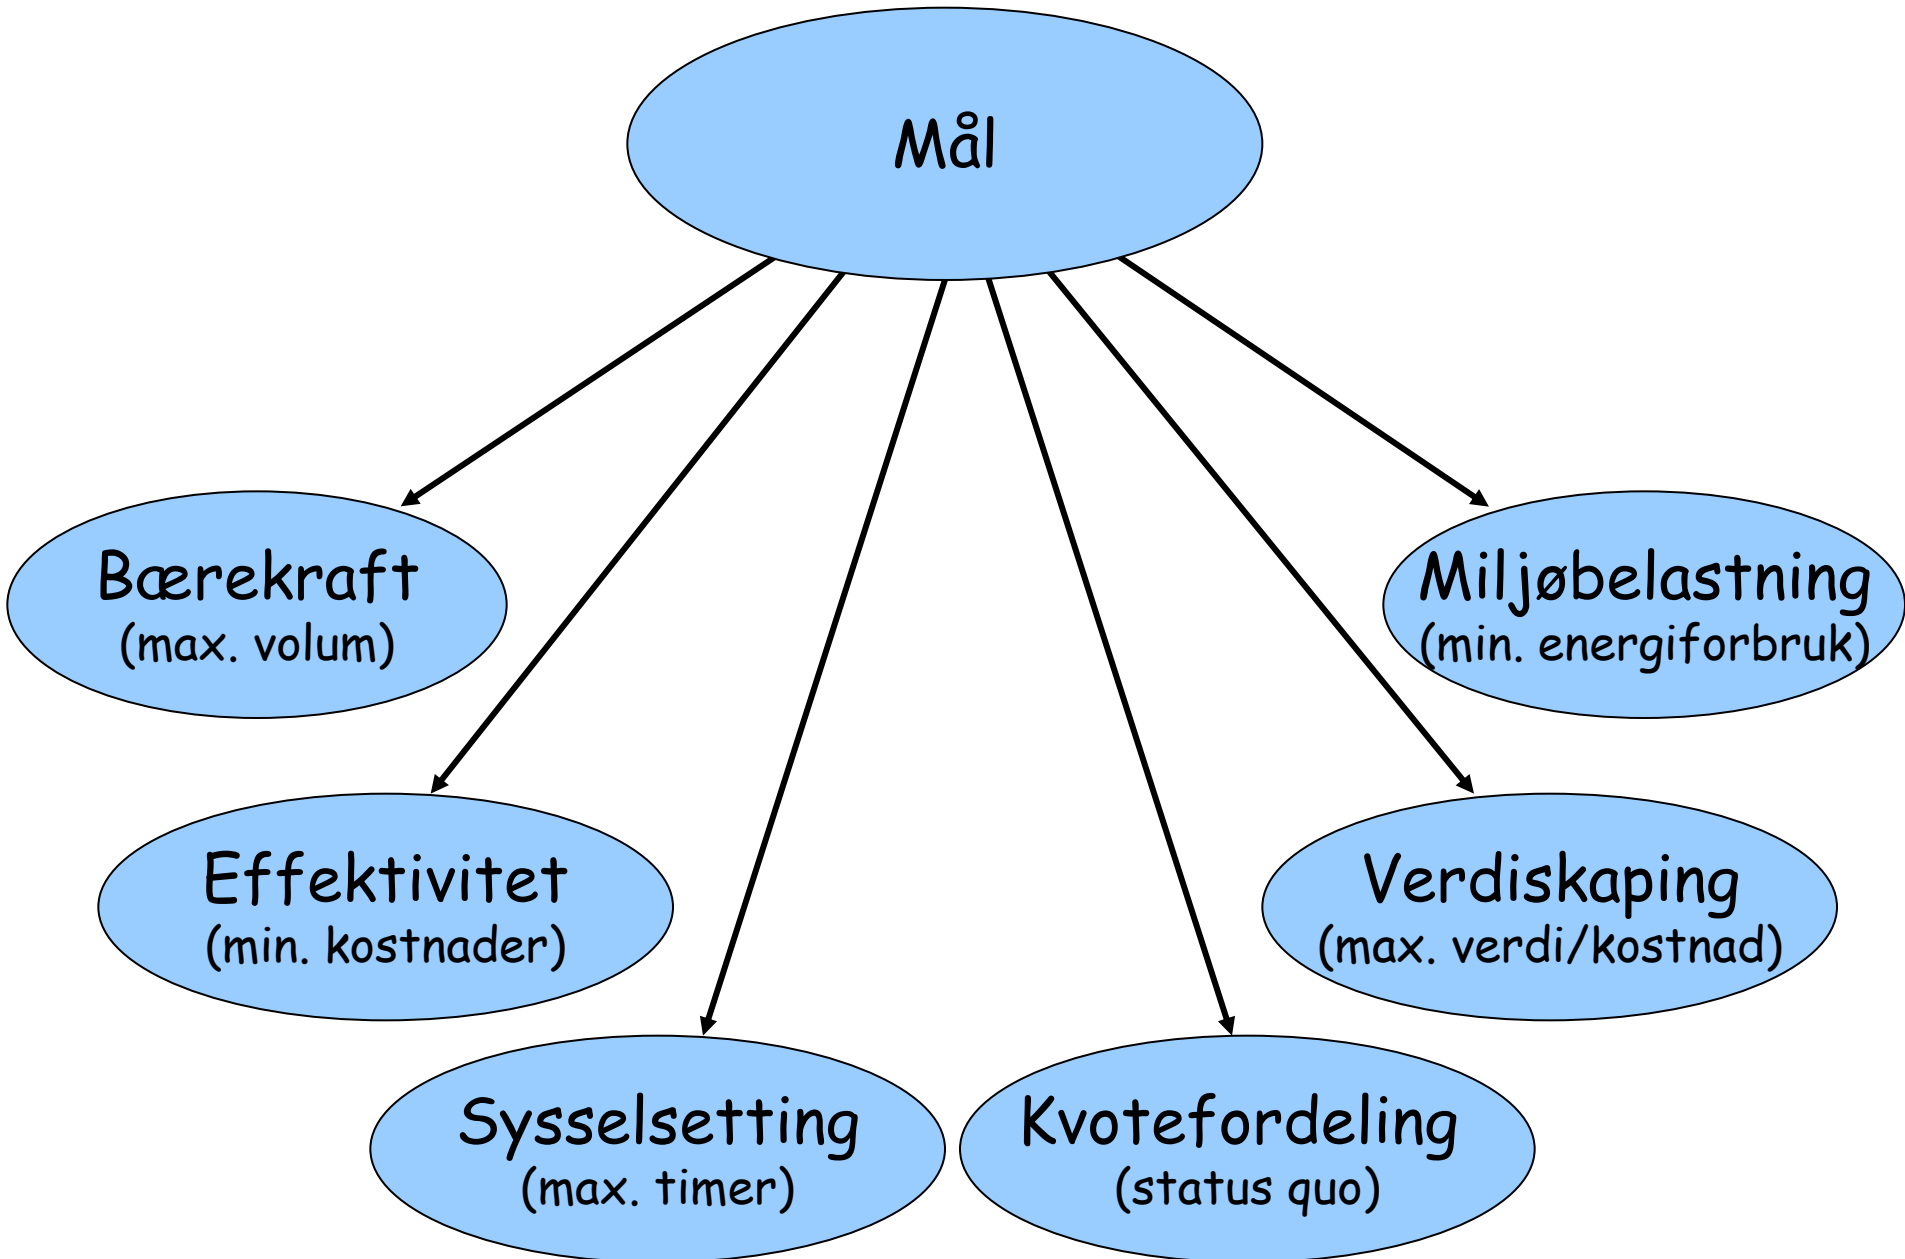 Mål
Bærekraft
(max. volum)
Miljøbelastning
(min. energiforbruk)
Effektivitet
(min. kostnader)
Verdiskaping
(max. verdi/kostnad)
Sysselsetting
(max. timer)
Kvotefordeling
(status quo)